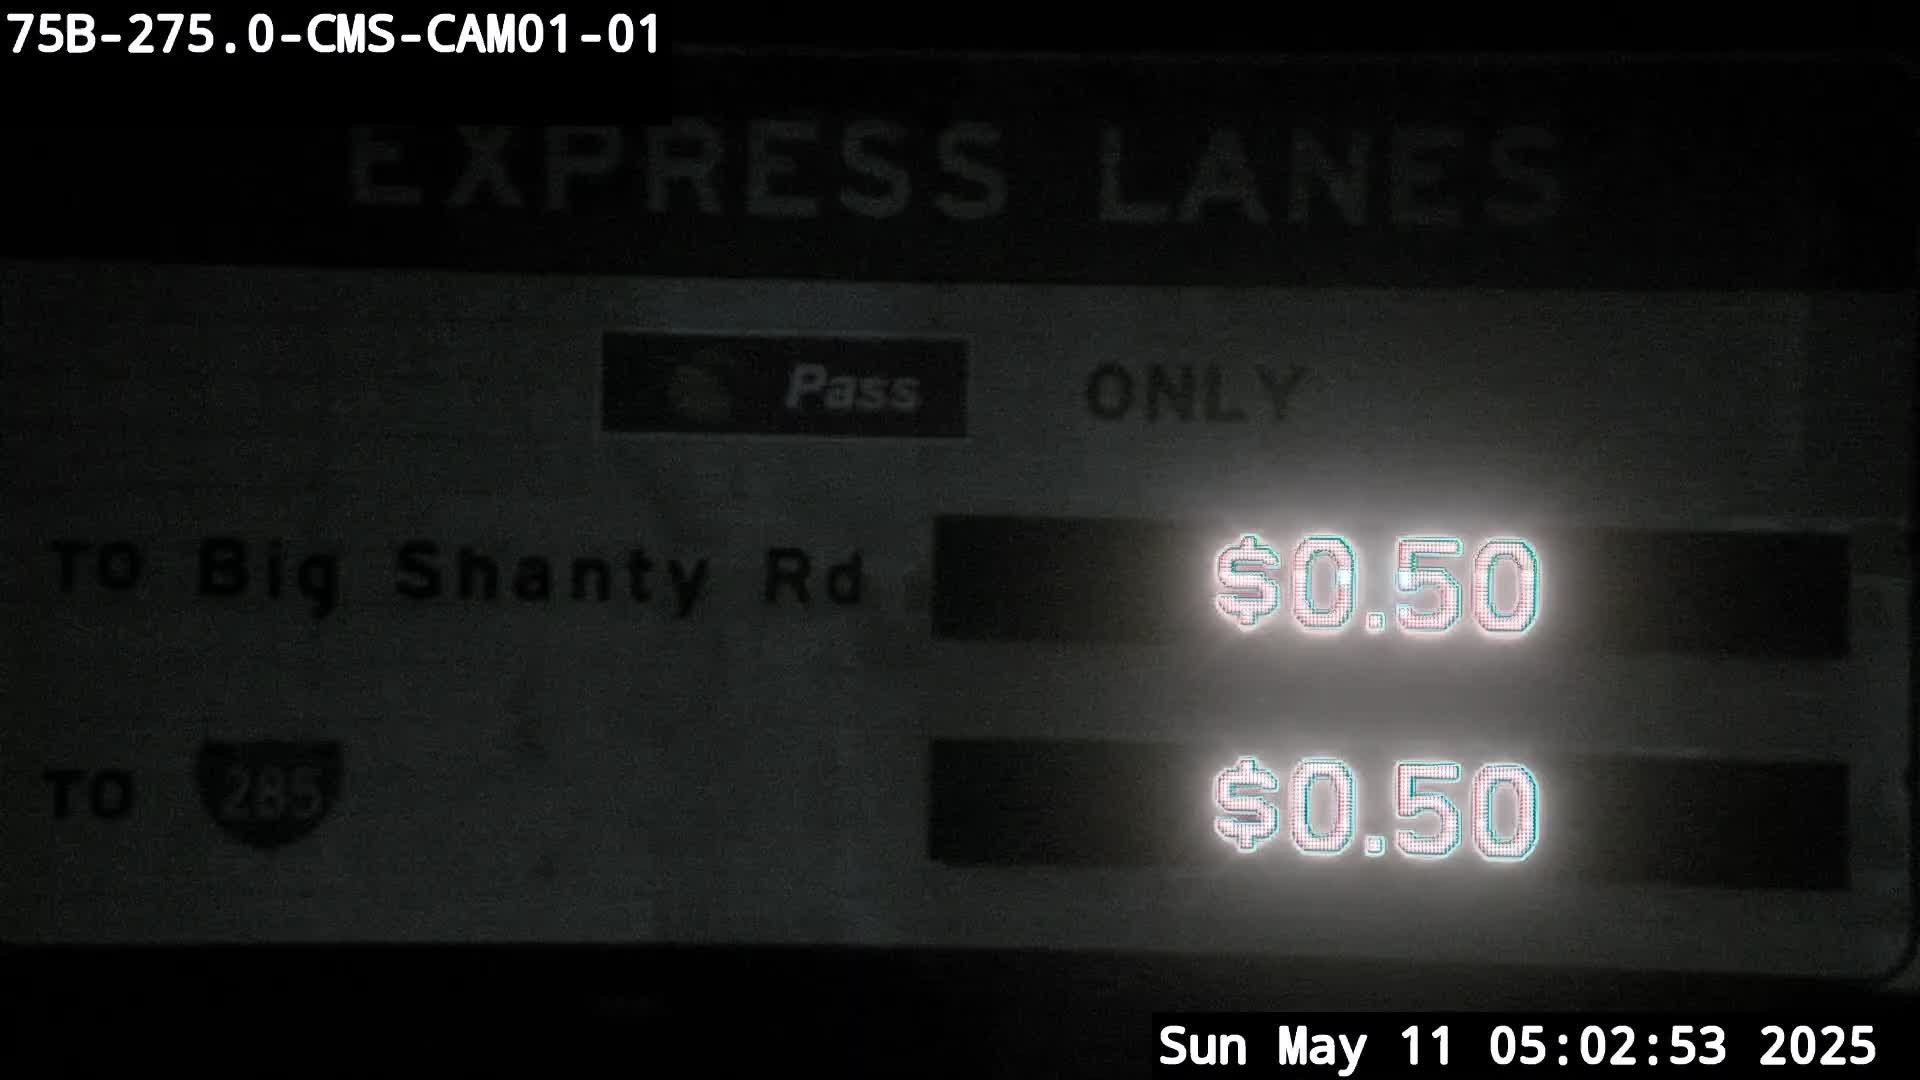 75B-275.0-CMS-CAM01-01
EXPRESS LANES
Pass ONLY
TO Big Shanty Rd $0.50
TO 285 $0.50
Sun May 11 05:02:53 2025